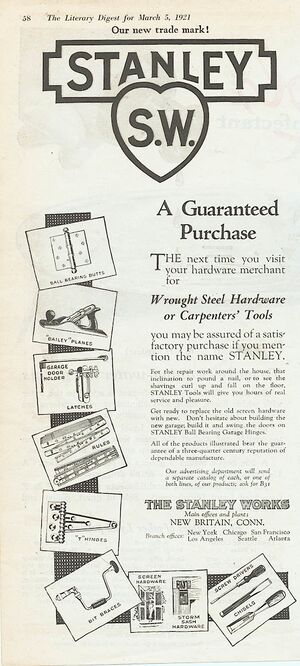 58 The Literary Digest for March 5, 1921
Our new trade mark!
STANLEY
S.W.
A Guaranteed
Purchase
THE next time you visit
your hardware merchant
for
Wrought Steel Hardware
or Carpenters' Tools
you may be assured of a satis-
factory purchase if you men-
tion the name STANLEY.
For the repair work around the house, that
inclination to pound a nail, or to see the
shavings curl up and fall on the floor,
STANLEY Tools will give you hours of real
service and pleasure.
Get ready to replace the old screen hardware
with new. Don't hesitate about building the
new garage; build it and swing the doors on
STANLEY Ball Bearing Garage Hinges.
All of the products illustrated bear the guar-
antee of a three-quarter century reputation of
dependable manufacture.
Our advertising department will send
a separate catalog of each, or one of
both lines, of our products; ask for B31
THE STANLEY WORKS
Main offices and plants
NEW BRITAIN, CONN.
Branch offices: New York Chicago San Francisco
Los Angeles Seattle Atlanta
BALL BEARING BUTTS
"BAILEY" PLANES
GARAGE
DOOR
HOLDER
LATCHES
RULES
"T" HINGES
BIT BRACES
SCREEN
HARDWARE
STORM
SASH
HARDWARE
SCREW DRIVERS
CHISELS